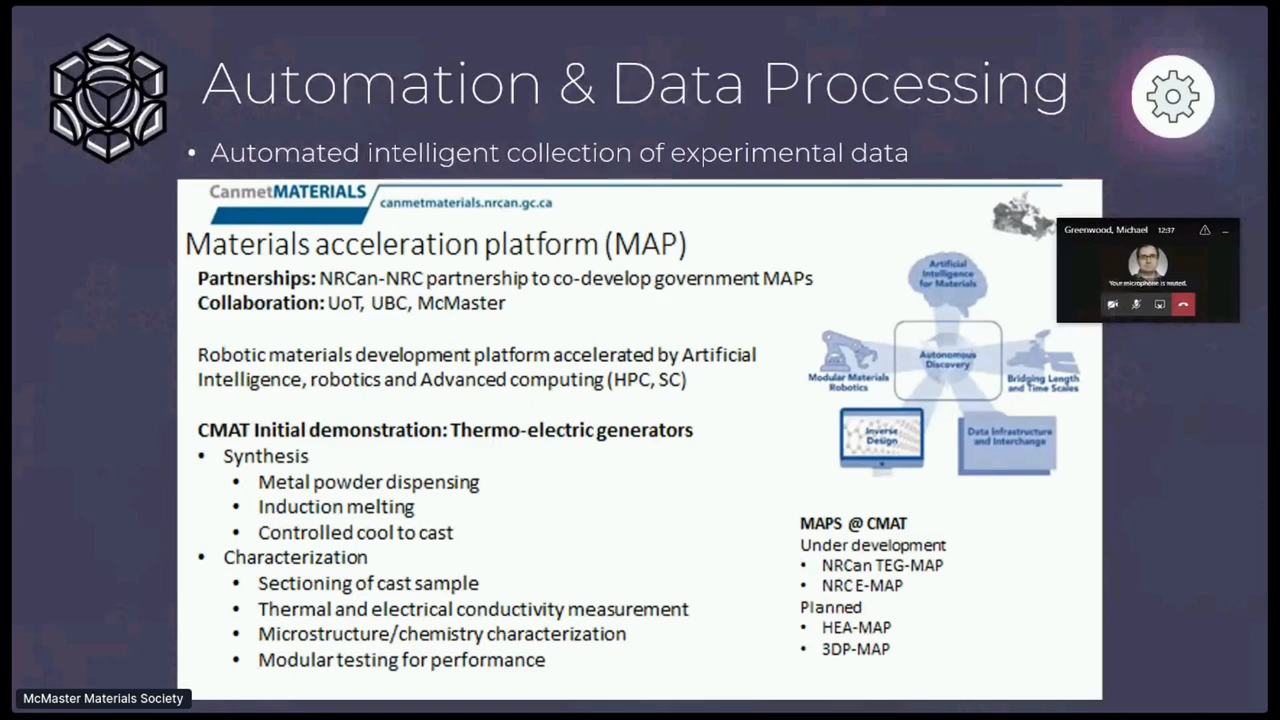 Automation & Data Processing
• Automated intelligent collection of experimental data
CanmetMATERIALS
canmetmaterials.nrcan.gc.ca
Materials acceleration platform (MAP)
Partnerships: NRCan-NRC partnership to co-develop government MAPs
Collaboration: UoT, UBC, McMaster
Robotic materials development platform accelerated by Artificial
Intelligence, robotics and Advanced computing (HPC, SC)
CMAT Initial demonstration: Thermo-electric generators
• Synthesis
• Metal powder dispensing
• Induction melting
• Controlled cool to cast
• Characterization
• Sectioning of cast sample
• Thermal and electrical conductivity measurement
• Microstructure/chemistry characterization
• Modular testing for performance
Artificial
Intelligence
for Materials
Modular Materials
Robotics
Autonomous
Discovery
Bridging Length
and Time Scales
Inverse
Design
Data Infrastructure
and Interchange
MAPS @ CMAT
Under development
• NRCan TEG-MAP
• NRC E-MAP
Planned
• HEA-MAP
• 3DP-MAP
Greenwood, Michael 12:37
Your microphone is muted.
McMaster Materials Society